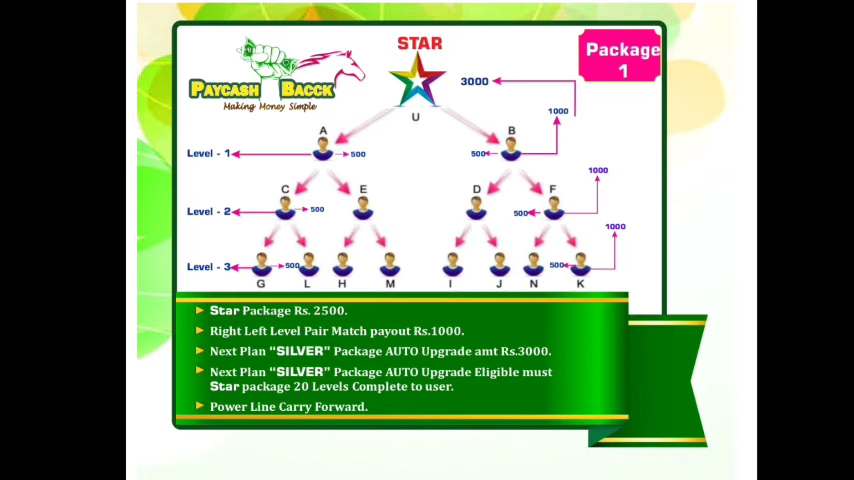 STAR
Package
1
PAYCASH BACCK
Making Money Simple
3000
U
1000
A
B
Level - 1
500
500
1000
C
E
D
F
Level - 2
500
500
1000
Level - 3
500
500
G
L
H
M
I
J
N
K
Star Package Rs. 2500.
Right Left Level Pair Match payout Rs.1000.
Next Plan “SILVER” Package AUTO Upgrade amt Rs.3000.
Next Plan “SILVER” Package AUTO Upgrade Eligible must
Star package 20 Levels Complete to user.
Power Line Carry Forward.